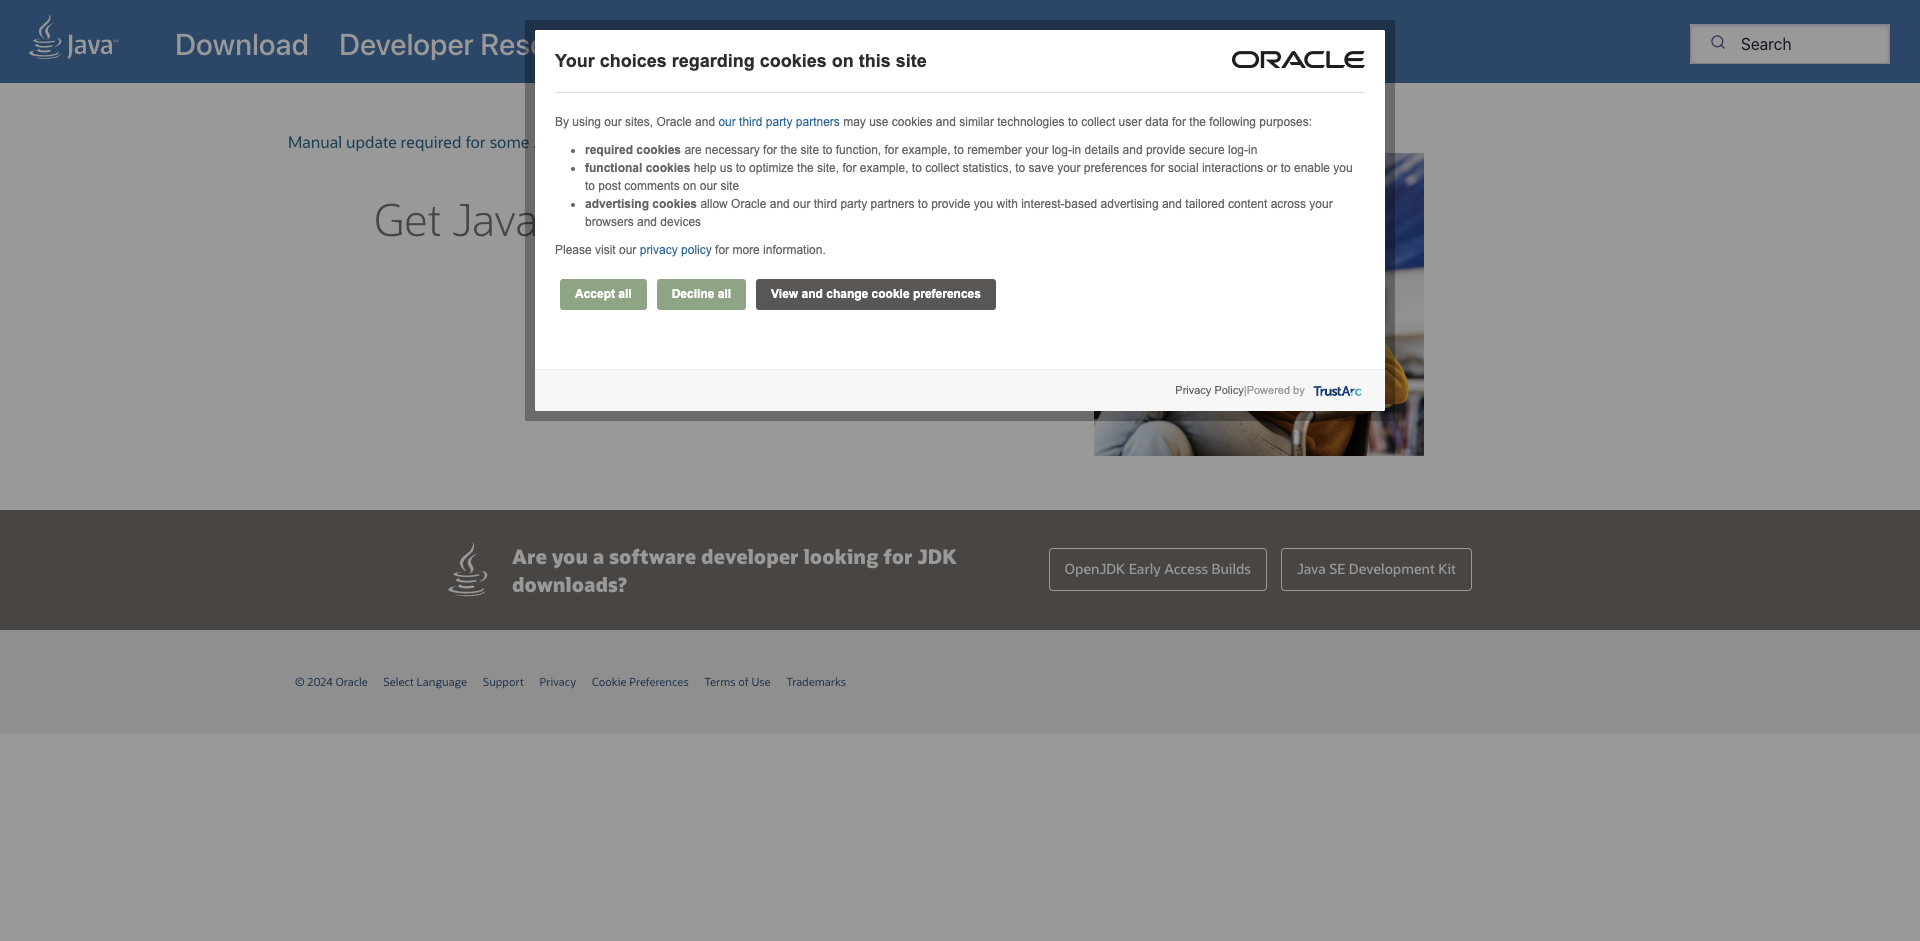 Java™
Download
Developer Res
Search
Your choices regarding cookies on this site
ORACLE
By using our sites, Oracle and our third party partners may use cookies and similar technologies to collect user data for the following purposes:
required cookies are necessary for the site to function, for example, to remember your log-in details and provide secure log-in
functional cookies help us to optimize the site, for example, to collect statistics, to save your preferences for social interactions or to enable you
to post comments on our site
advertising cookies allow Oracle and our third party partners to provide you with interest-based advertising and tailored content across your
browsers and devices
Please visit our privacy policy for more information.
Accept all
Decline all
View and change cookie preferences
Privacy Policy|Powered by TrustArc
Manual update required for some
Get Java
Are you a software developer looking for JDK
downloads?
OpenJDK Early Access Builds
Java SE Development Kit
© 2024 Oracle
Select Language
Support
Privacy
Cookie Preferences
Terms of Use
Trademarks